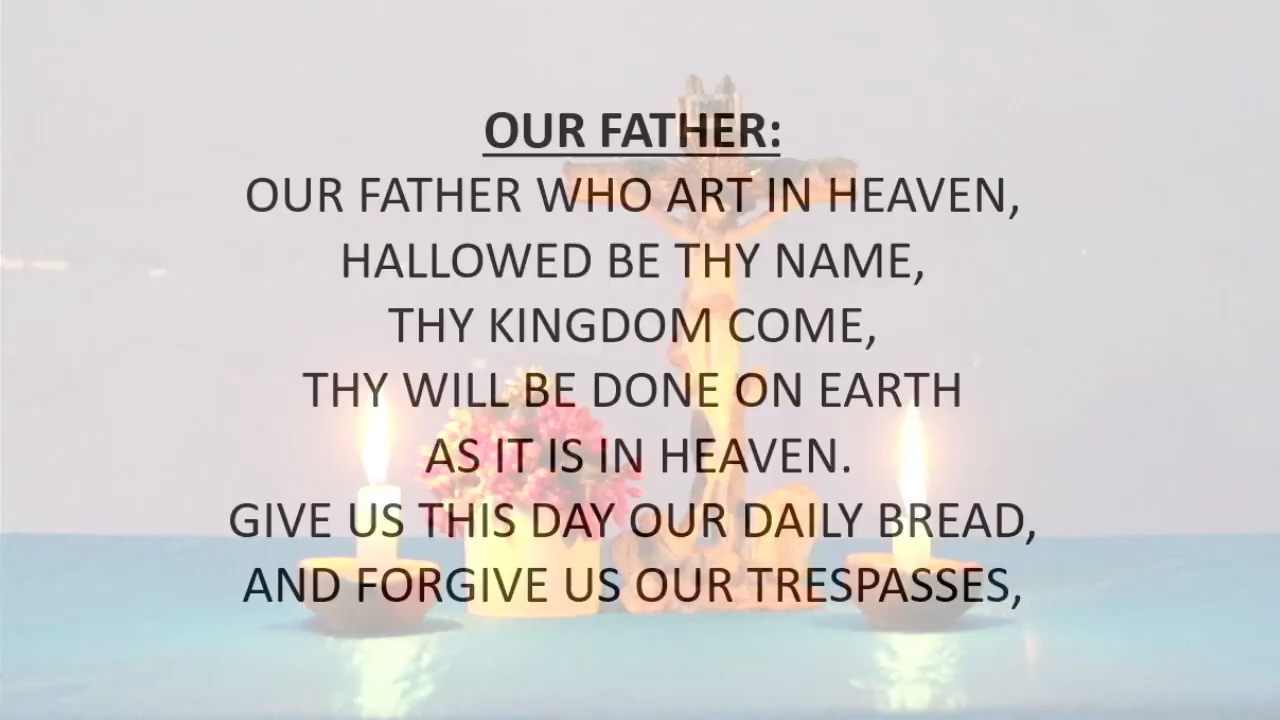 OUR FATHER:
OUR FATHER WHO ART IN HEAVEN,
HALLOWED BE THY NAME,
THY KINGDOM COME,
THY WILL BE DONE ON EARTH
AS IT IS IN HEAVEN.
GIVE US THIS DAY OUR DAILY BREAD,
AND FORGIVE US OUR TRESPASSES,